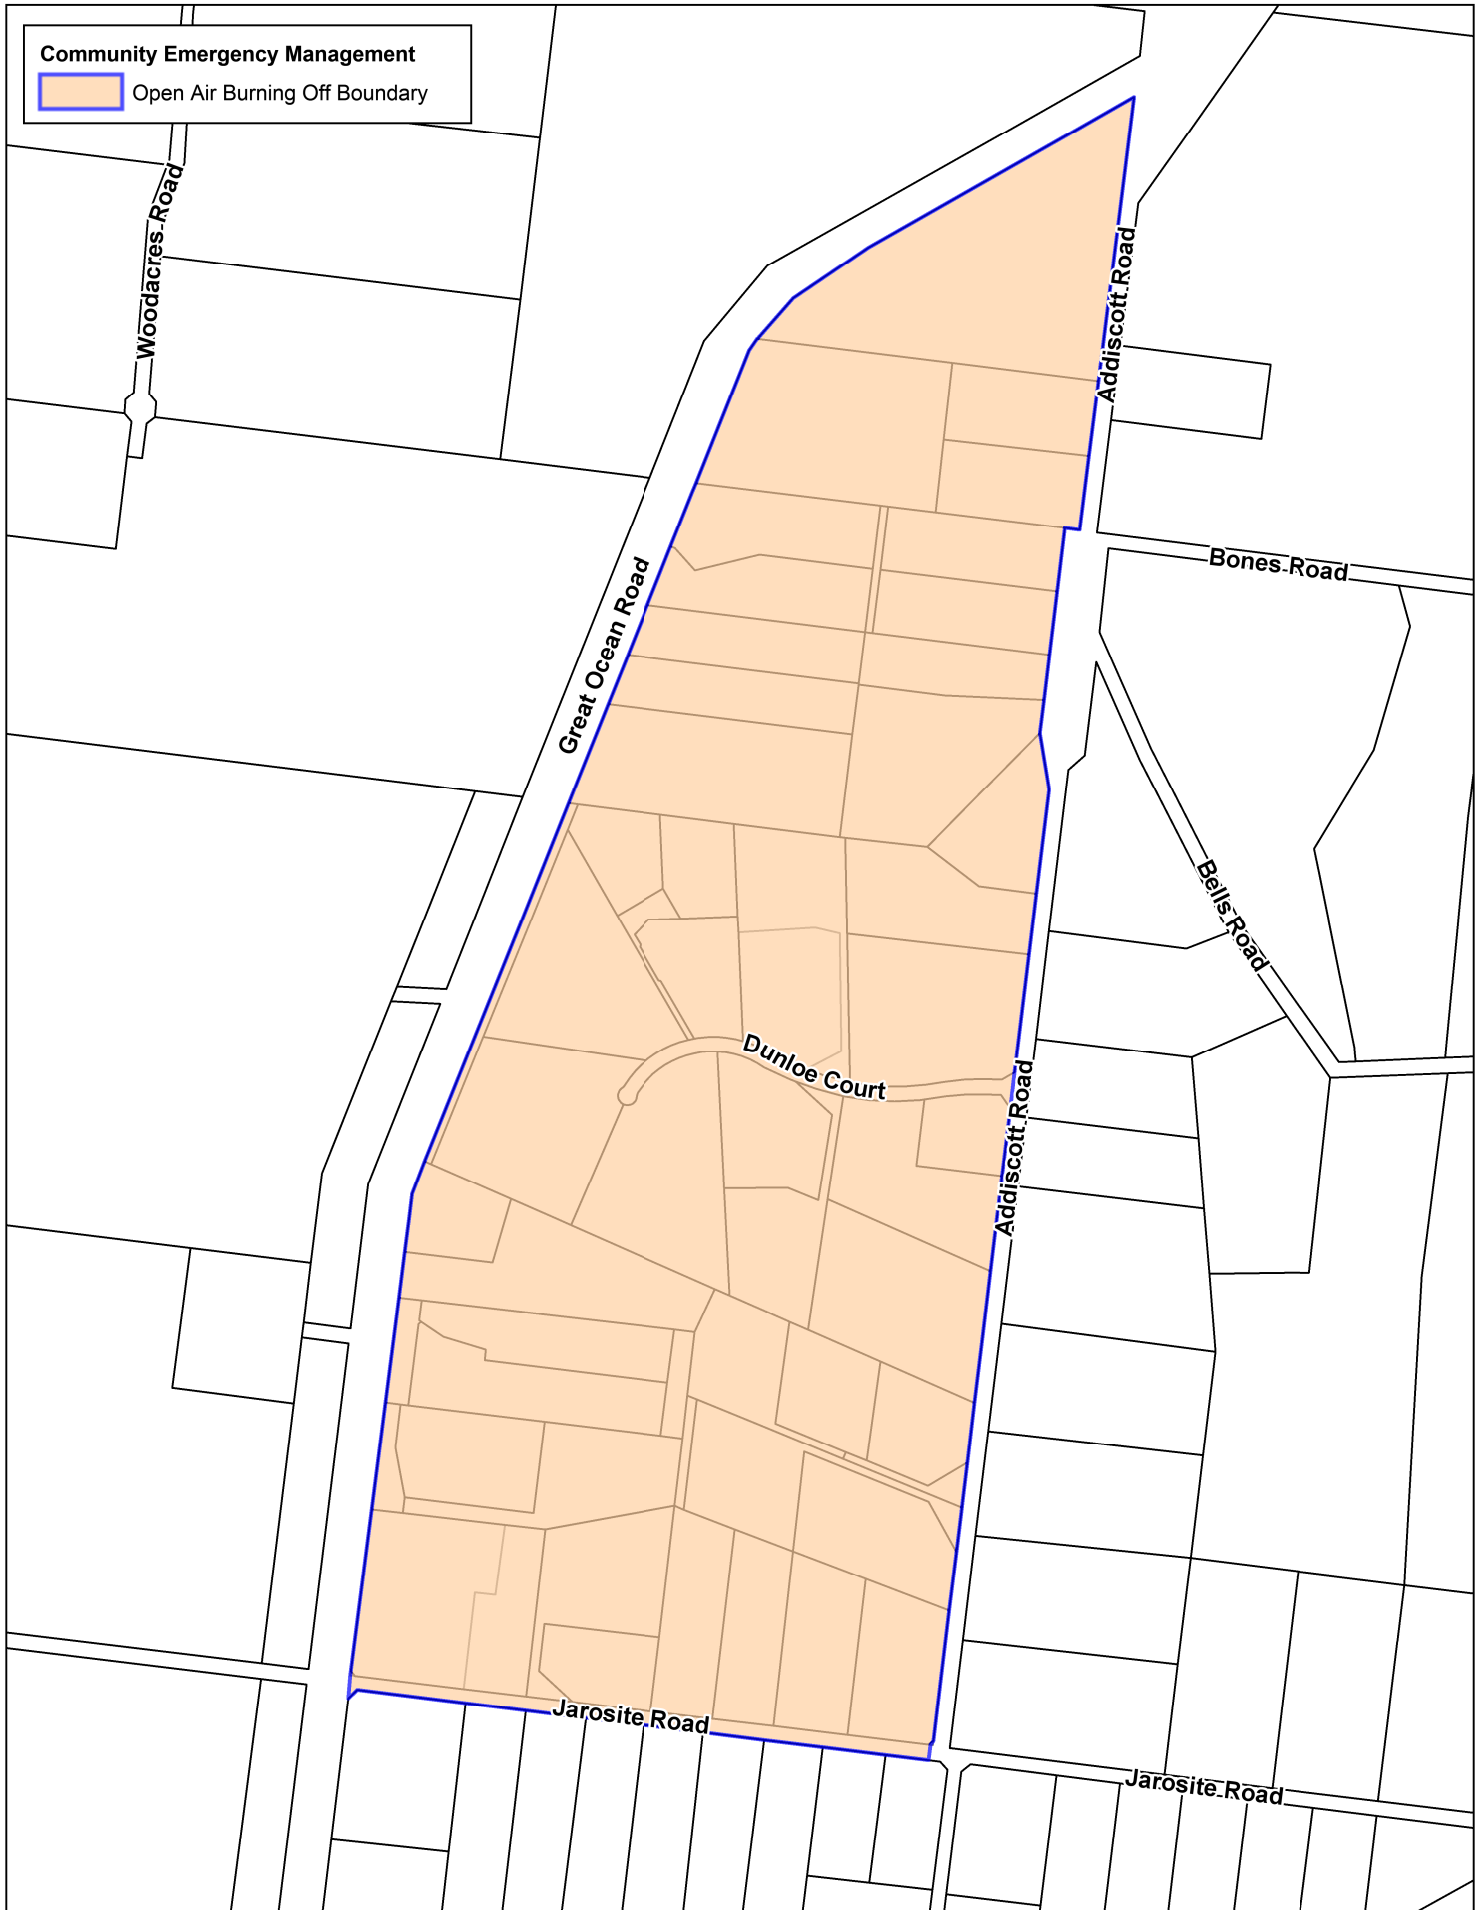 Community Emergency Management
Open Air Burning Off Boundary
Woodacres Road
Addiscott Road
Bones Road
Great Ocean Road
Bells Road
Dunloe Court
Addiscott Road
Jarosite Road
Jarosite Road